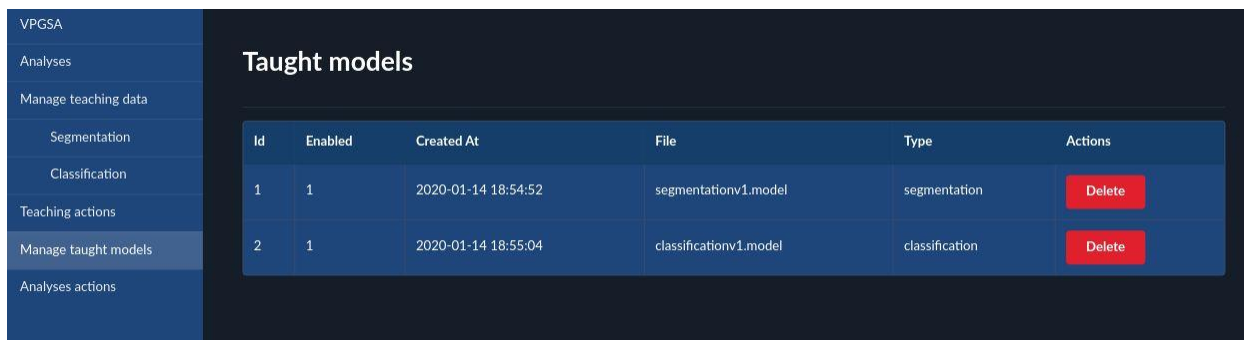 VPGSA
Analyses
Manage teaching data
Segmentation
Classification
Teaching actions
Manage taught models
Analyses actions
Taught models
Id Enabled Created At File Type Actions
1 1 2020-01-14 18:54:52 segmentationv1.model segmentation Delete
2 1 2020-01-14 18:55:04 classificationv1.model classification Delete